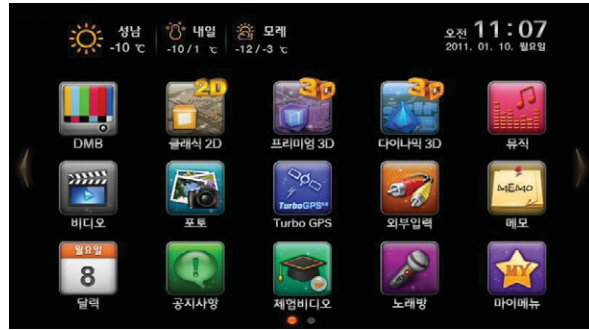 성남
-10 ℃
내일
-10/1 ℃
모레
-12/-3 ℃
오전 11:07
2011. 01. 10. 월요일
2D
3D
3D
DMB
클래식 2D
프리미엄 3D
다이나믹 3D
뮤직
TurboGPS
MEMO
비디오
포토
Turbo GPS
외부입력
메모
월요일
8
MY
달력
공지사항
체험비디오
노래방
마이메뉴